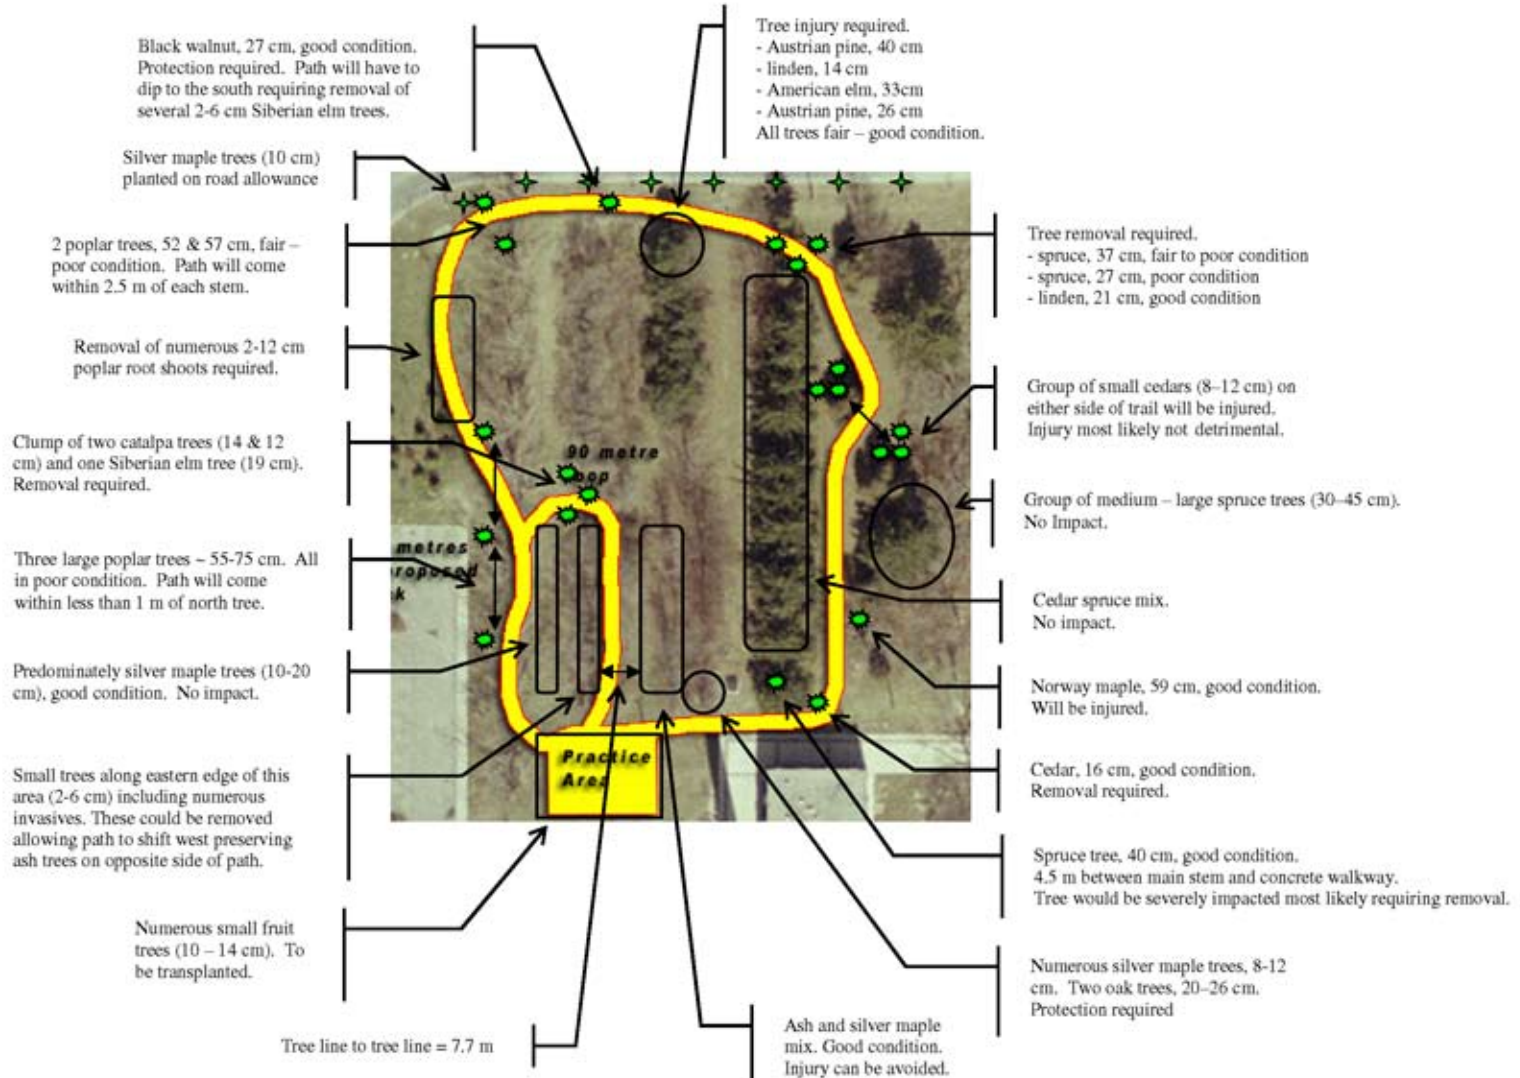 Black walnut, 27 cm, good condition.
Protection required. Path will have to
dip to the south requiring removal of
several 2-6 cm Siberian elm trees.
Tree injury required.
- Austrian pine, 40 cm
- linden, 14 cm
- American elm, 33cm
- Austrian pine, 26 cm
All trees fair – good condition.
Silver maple trees (10 cm)
planted on road allowance
2 poplar trees, 52 & 57 cm, fair –
poor condition. Path will come
within 2.5 m of each stem.
Tree removal required.
- spruce, 37 cm, fair to poor condition
- spruce, 27 cm, poor condition
- linden, 21 cm, good condition
Removal of numerous 2-12 cm
poplar root shoots required.
Group of small cedars (8–12 cm) on
either side of trail will be injured.
Injury most likely not detrimental.
Clump of two catalpa trees (14 & 12
cm) and one Siberian elm tree (19 cm).
Removal required.
90 metre
oop
Group of medium – large spruce trees (30–45 cm).
No Impact.
Three large poplar trees ~ 55-75 cm. All
in poor condition. Path will come
within less than 1 m of north tree.
metres
roposed
k
Cedar spruce mix.
No impact.
Predominately silver maple trees (10-20
cm), good condition. No impact.
Norway maple, 59 cm, good condition.
Will be injured.
Practice
Area
Small trees along eastern edge of this
area (2-6 cm) including numerous
invasives. These could be removed
allowing path to shift west preserving
ash trees on opposite side of path.
Cedar, 16 cm, good condition.
Removal required.
Spruce tree, 40 cm, good condition.
4.5 m between main stem and concrete walkway.
Tree would be severely impacted most likely requiring removal.
Numerous small fruit
trees (10 – 14 cm). To
be transplanted.
Numerous silver maple trees, 8-12
cm. Two oak trees, 20–26 cm.
Protection required
Tree line to tree line = 7.7 m
Ash and silver maple
mix. Good condition.
Injury can be avoided.